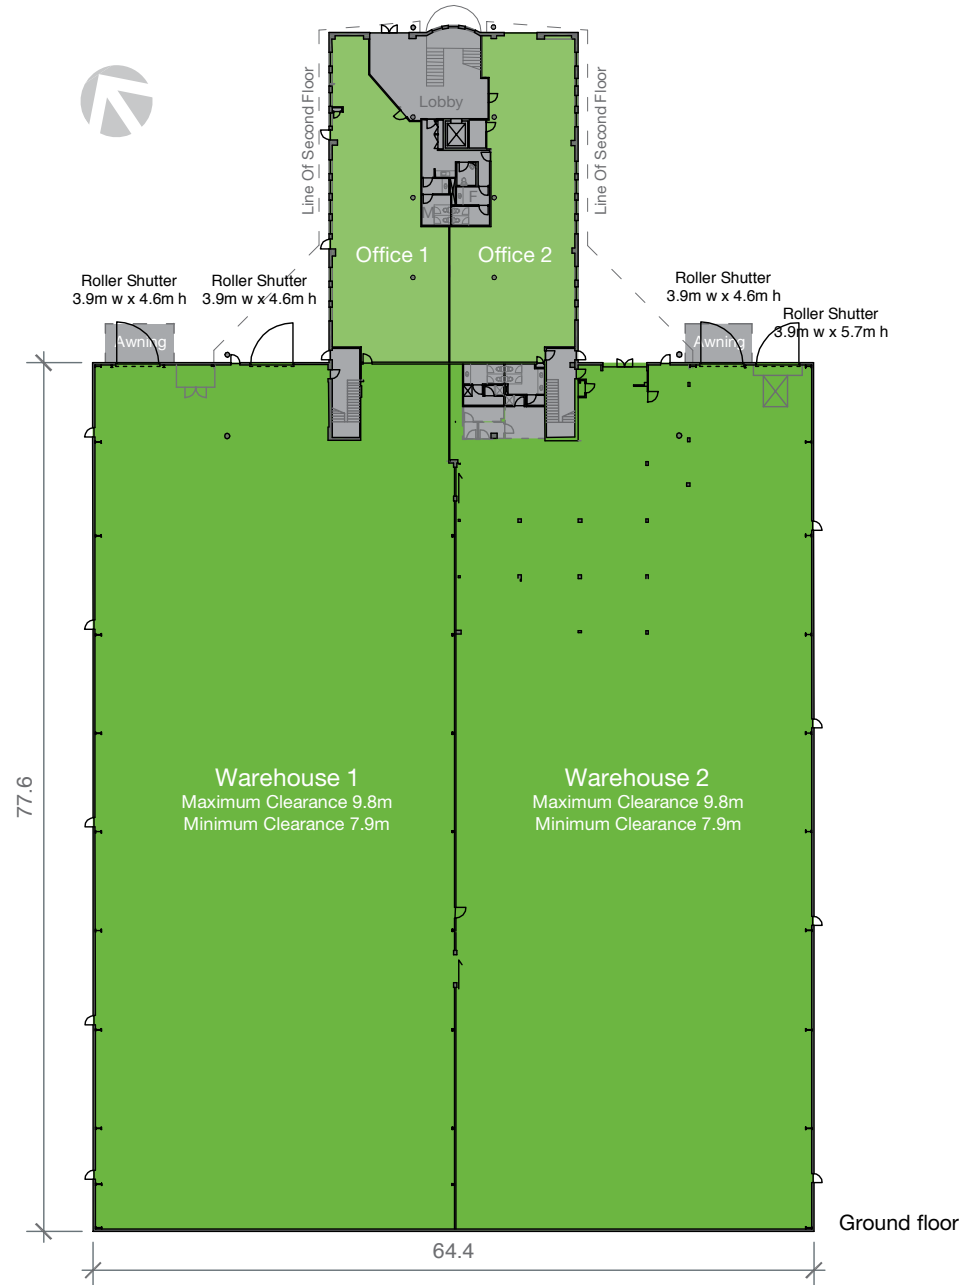 Lobby
Line Of Second Floor
Line Of Second Floor
F
M
Office 1
Office 2
Roller Shutter
3.9m w x 4.6m h
Roller Shutter
3.9m w x 4.6m h
Roller Shutter
3.9m w x 4.6m h
Roller Shutter
3.9m w x 5.7m h
Awning
Awning
77.6
Warehouse 1
Maximum Clearance 9.8m
Minimum Clearance 7.9m
Warehouse 2
Maximum Clearance 9.8m
Minimum Clearance 7.9m
Ground floor
64.4